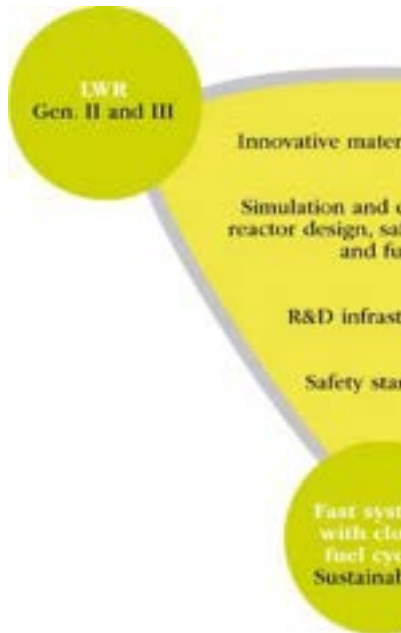 LWR
Gen. II and III
Innovative mater
Simulation and
reactor design, sa
and fu
R&D infrast
Safety sta
Fast syst
with clo
fuel cyc
Sustainab